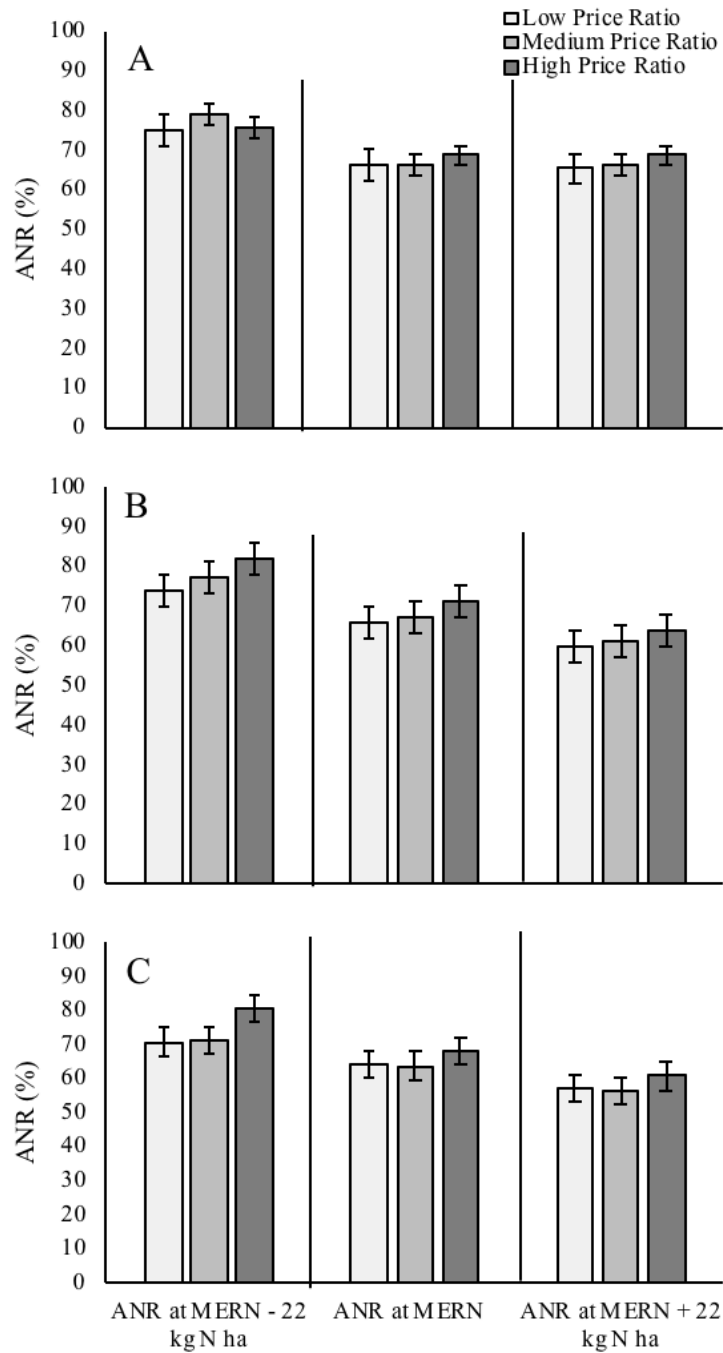 Low Price Ratio
Medium Price Ratio
High Price Ratio
A
ANR (%)
100
90
80
70
60
50
40
30
20
10
0
B
ANR (%)
100
90
80
70
60
50
40
30
20
10
0
C
ANR (%)
100
90
80
70
60
50
40
30
20
10
0
ANR at MERN - 22
kg N ha
ANR at MERN
ANR at MERN + 22
kg N ha